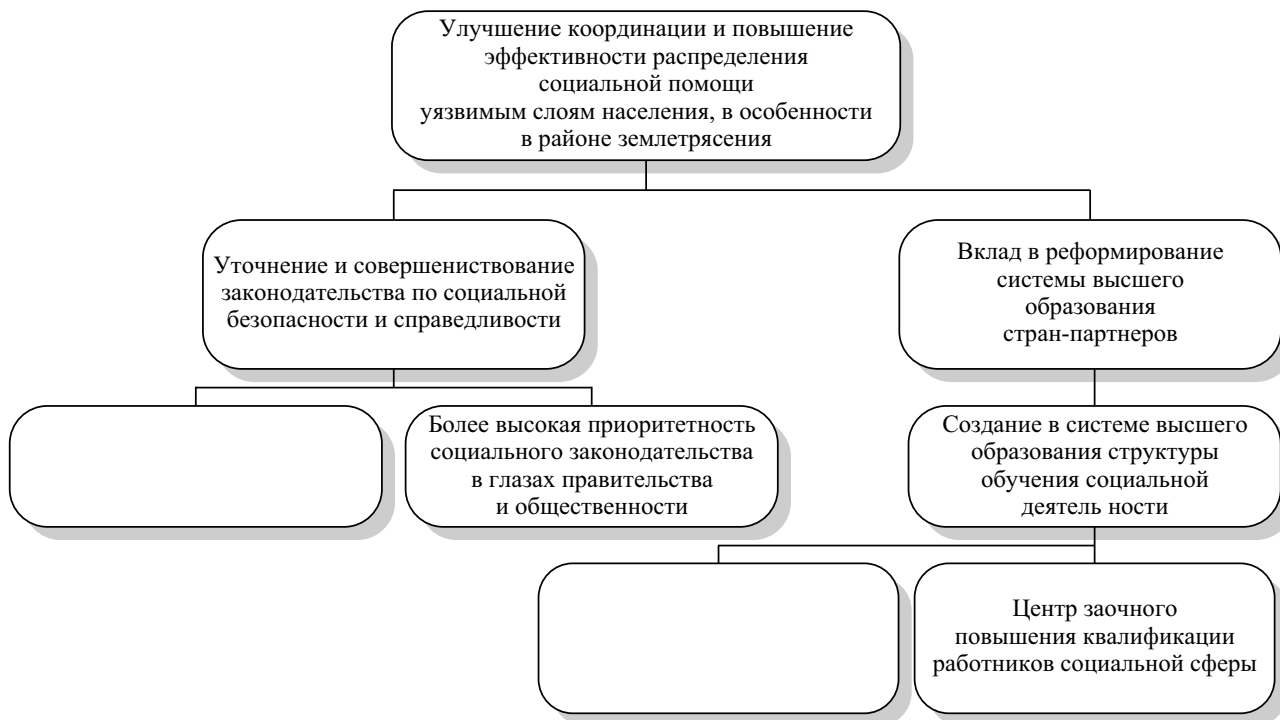 Улучшение координации и повышение
эффективности распределения
социальной помощи
уязвимым слоям населения, в особенности
в районе землетрясения
Уточнение и совершениствование
законодательства по социальной
безопасности и справедливости
Вклад в реформирование
системы высшего
образования
стран-партнеров
Более высокая приоритетность
социального законодательства
в глазах правительства
и общественности
Создание в системе высшего
образования структуры
обучения социальной
деятель ности
Центр заочного
повышения квалификации
работников социальной сферы